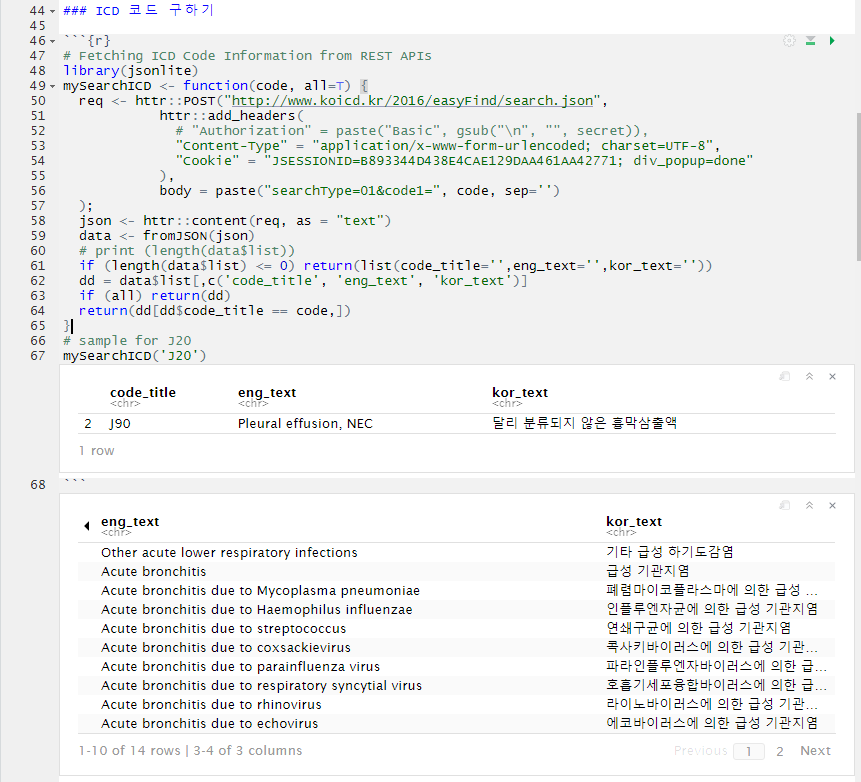 44 ### ICD 코드 구하기
45
46 ```{r}
47 # Fetching ICD Code Information from REST APIs
48 library(jsonlite)
49 mySearchICD <- function(code, all=T) {
50 req <- httr::POST("http://www.koicd.kr/2016/easyFind/search.json",
51 httr::add_headers(
52 # "Authorization" = paste("Basic", gsub("\n", "", secret)),
53 "Content-Type" = "application/x-www-form-urlencoded; charset=UTF-8",
54 "Cookie" = "JSESSIONID=B893344D438E4CAE129DAA461AA42771; div_popup=done"
55 ),
56 body = paste("searchType=01&code1=", code, sep='')
57 );
58 json <- httr::content(req, as = "text")
59 data <- fromJSON(json)
60 # print (length(data$list))
61 if (length(data$list) <= 0) return(list(code_title='',eng_text='',kor_text=''))
62 dd = data$list[,c('code_title', 'eng_text', 'kor_text')]
63 if (all) return(dd)
64 return(dd[dd$code_title == code,])
65 }
66 # sample for J20
67 mySearchICD('J20')
code_title eng_text kor_text
<chr> <chr> <chr>
2 J90 Pleural effusion, NEC 달리 분류되지 않은 흉막삼출액
1 row
68 ```
eng_text kor_text
<chr> <chr>
Other acute lower respiratory infections 기타 급성 하기도감염
Acute bronchitis 급성 기관지염
Acute bronchitis due to Mycoplasma pneumoniae 폐렴마이코플라스마에 의한 급성 ...
Acute bronchitis due to Haemophilus influenzae 인플루엔자균에 의한 급성 기관지염
Acute bronchitis due to streptococcus 연쇄구균에 의한 급성 기관지염
Acute bronchitis due to coxsackievirus 콕사키바이러스에 의한 급성 기관...
Acute bronchitis due to parainfluenza virus 파라인플루엔자바이러스에 의한 급...
Acute bronchitis due to respiratory syncytial virus 호흡기세포융합바이러스에 의한 급...
Acute bronchitis due to rhinovirus 라이노바이러스에 의한 급성 기관...
Acute bronchitis due to echovirus 에코바이러스에 의한 급성 기관지염
1-10 of 14 rows | 3-4 of 3 columns Previous 1 2 Next